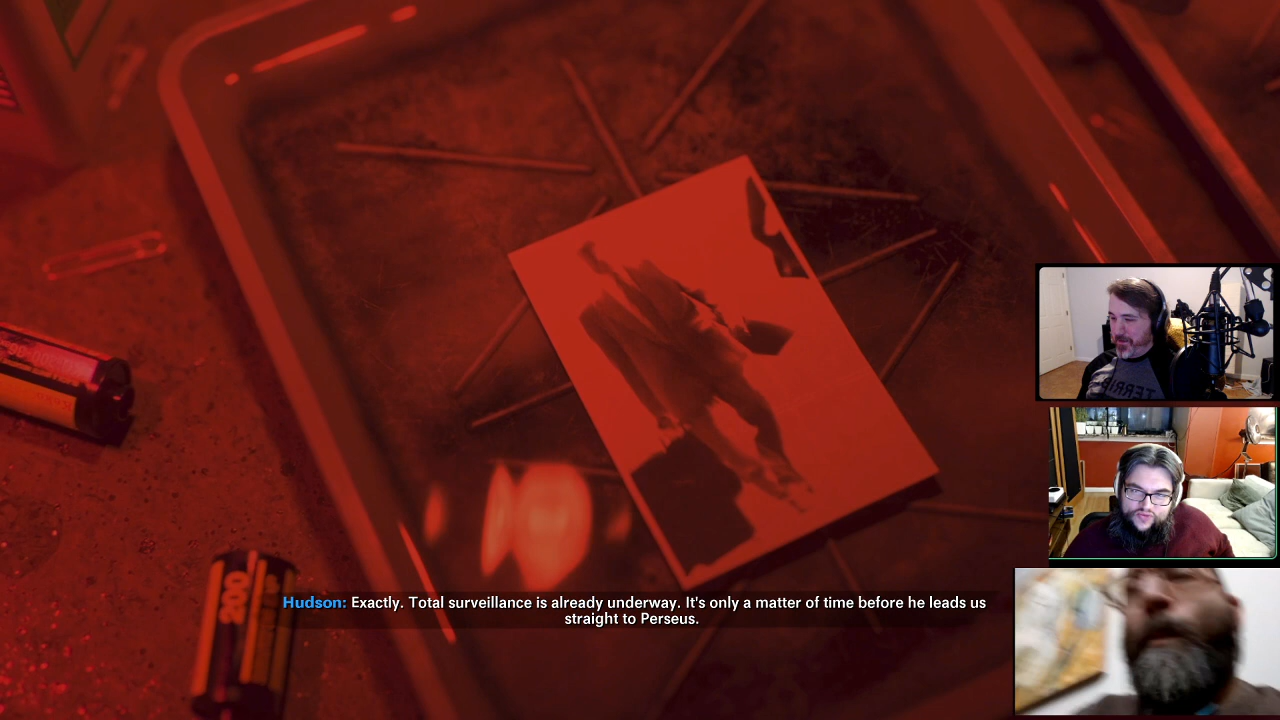 200
TERRI
Hudson: Exactly. Total surveillance is already underway. It's only a matter of time before he leads us
straight to Perseus.